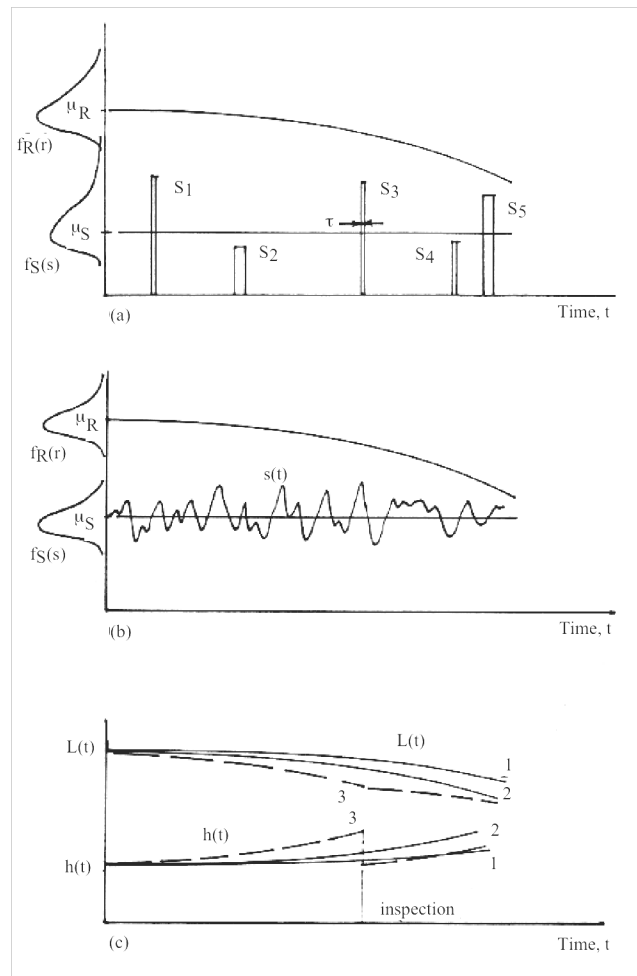 μR
fR(r)
S1
S3
S5
τ
μS
S2
S4
fS(s)
(a)
Time, t
μR
fR(r)
s(t)
μS
fS(s)
(b)
Time, t
L(t)
L(t)
1
2
3
3
2
h(t)
1
h(t)
inspection
(c)
Time, t